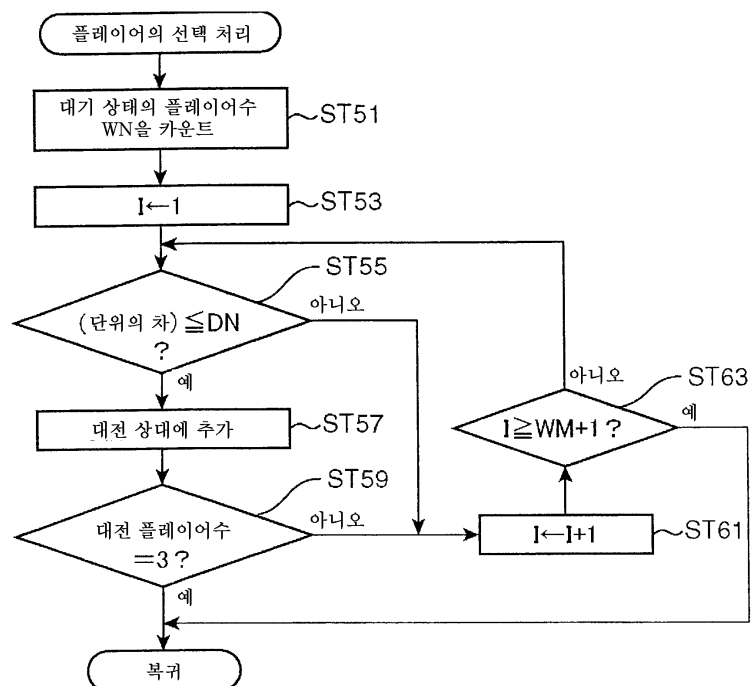 플레이어의 선택 처리
대기 상태의 플레이어수
WN을 카운트
ST51
I←1
ST53
ST55
(단위의 차)≦DN
?
아니오
예
대전 상대에 추가
ST57
ST59
대전 플레이어수
=3?
아니오
예
I←I+1
ST61
ST63
I≧WM+1?
아니오
예
복귀